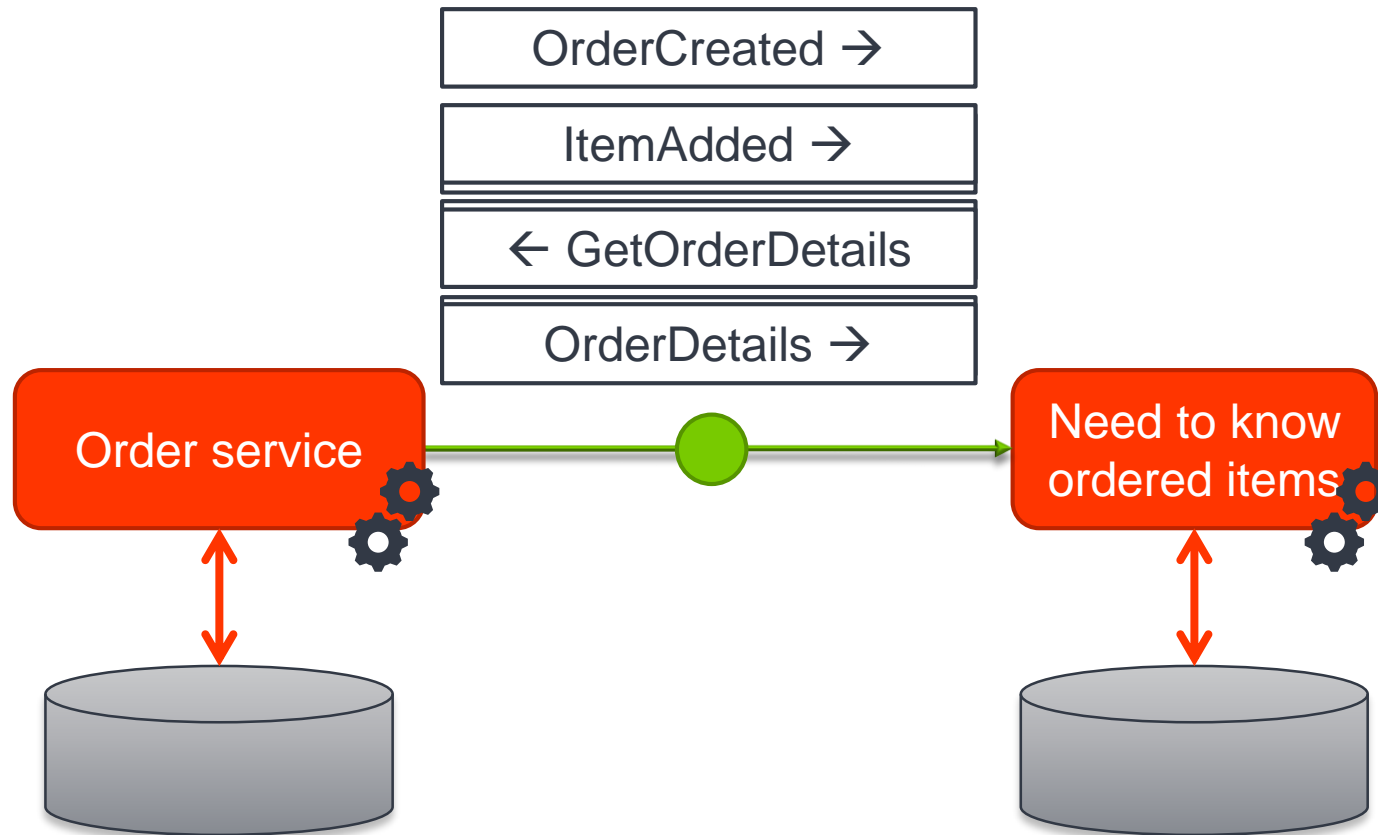 OrderCreated →
ItemAdded →
← GetOrderDetails
OrderDetails →
Order service
Need to know
ordered items